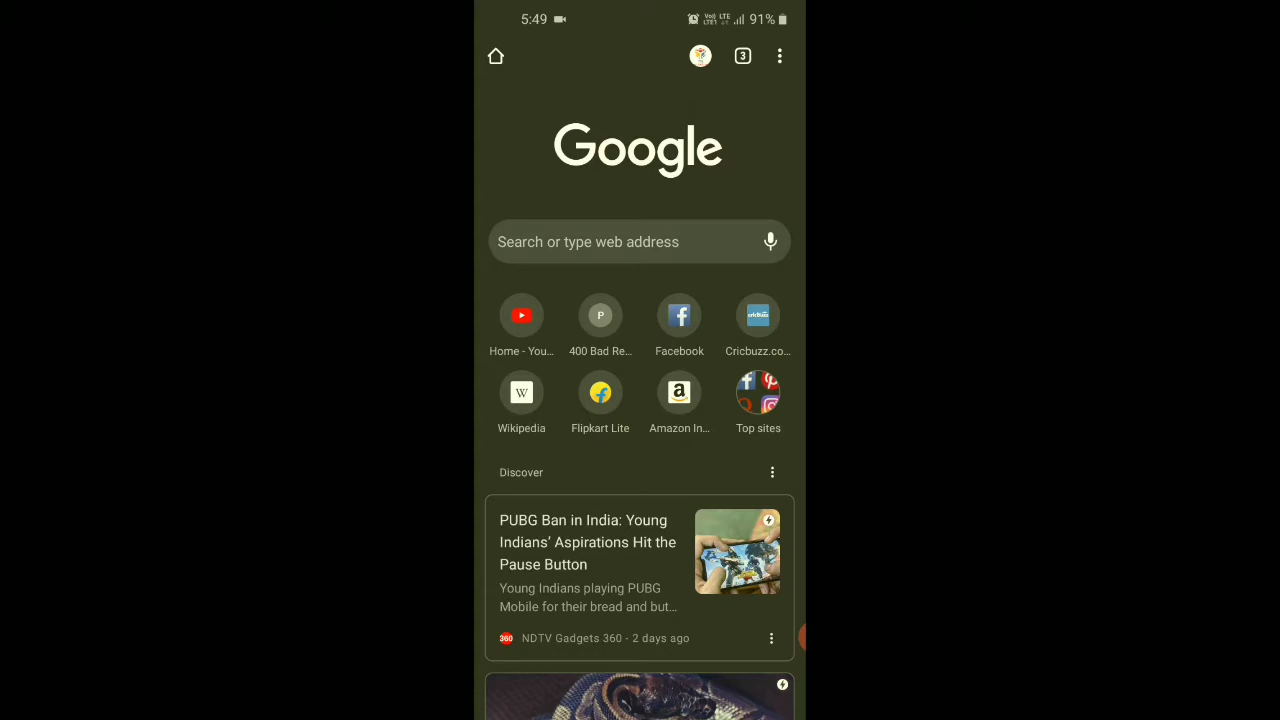 5:49 91%
3
Google
Search or type web address
P
Home - You... 400 Bad Re... Facebook Cricbuzz.co...
W a
Wikipedia Flipkart Lite Amazon In... Top sites
Discover
PUBG Ban in India: Young
Indians' Aspirations Hit the
Pause Button
Young Indians playing PUBG
Mobile for their bread and but...
360 NDTV Gadgets 360 - 2 days ago